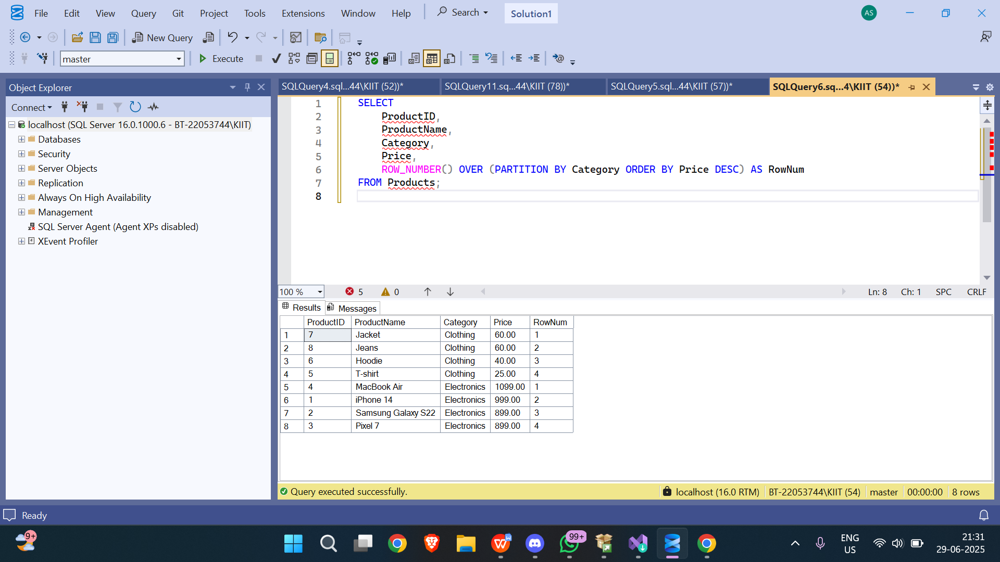 File Edit View Query Git Project Tools Extensions Window Help Search Solution1 AS
New Query
master Execute
Object Explorer
Connect
localhost (SQL Server 16.0.1000.6 - BT-22053744\KIIT)
Databases
Security
Server Objects
Replication
Always On High Availability
Management
SQL Server Agent (Agent XPs disabled)
XEvent Profiler
SQLQuery4.sql...44\KIIT (52))* SQLQuery11.sq...44\KIIT (78))* SQLQuery5.sql...44\KIIT (57))* SQLQuery6.sq...4\KIIT (54))*
1 SELECT
2 ProductID,
3 ProductName,
4 Category,
5 Price,
6 ROW_NUMBER() OVER (PARTITION BY Category ORDER BY Price DESC) AS RowNum
7 FROM Products;
8
100 % 5 0 Ln: 8 Ch: 1 SPC CRLF
Results Messages
ProductID ProductName Category Price RowNum
1 7 Jacket Clothing 60.00 1
2 8 Jeans Clothing 60.00 2
3 6 Hoodie Clothing 40.00 3
4 5 T-shirt Clothing 25.00 4
5 4 MacBook Air Electronics 1099.00 1
6 1 iPhone 14 Electronics 999.00 2
7 2 Samsung Galaxy S22 Electronics 899.00 3
8 3 Pixel 7 Electronics 899.00 4
Query executed successfully. localhost (16.0 RTM) BT-22053744\KIIT (54) master 00:00:00 8 rows
Ready
9+ 99+ ENG 21:31
US 29-06-2025